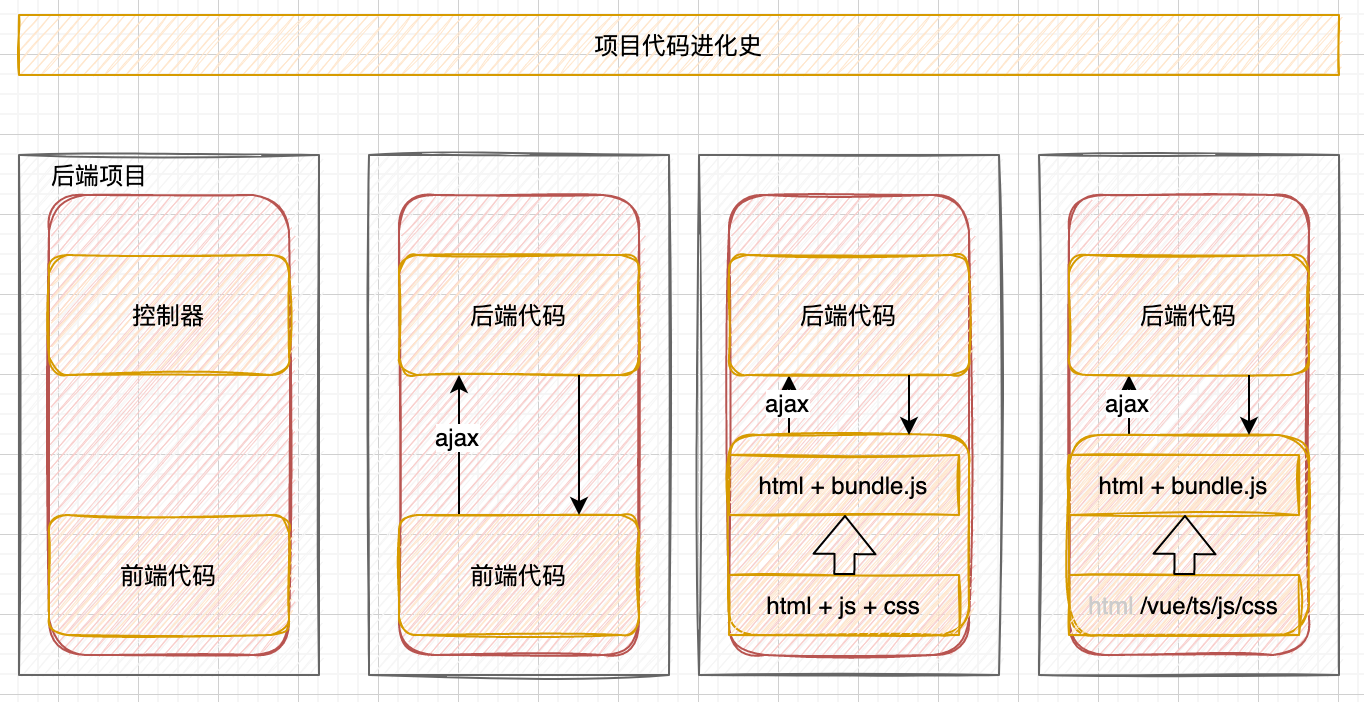 项目代码进化史
后端项目
控制器
前端代码
后端代码
ajax
前端代码
后端代码
ajax
html + bundle.js
html + js + css
后端代码
ajax
html + bundle.js
html /vue/ts/js/css